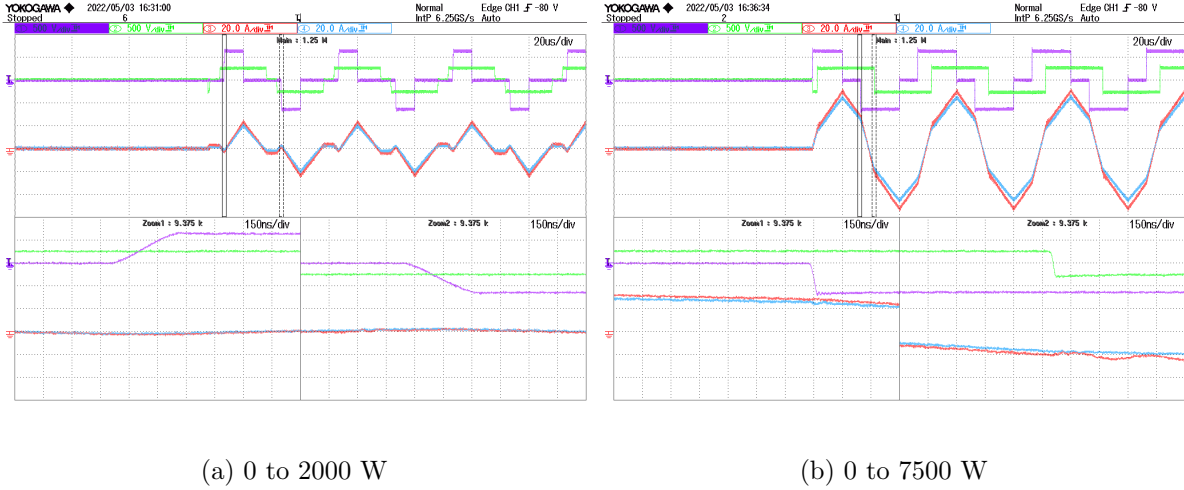 YOKOGAWA ◆ 2022/05/03 16:31:00 Normal Edge CH1 -80 V
Stopped 6 IntP 6.25GS/s Auto
500 V/div 20.0 A/div 20.0 A/div
Main : 1.25 M 20us/div
Zoom1 : 9.375 k 150ns/div Zoom2 : 9.375 k 150ns/div
(a) 0 to 2000 W
YOKOGAWA ◆ 2022/05/03 16:36:34 Normal Edge CH1 -80 V
Stopped 2 IntP 6.25GS/s Auto
500 V/div 20.0 A/div 20.0 A/div
Main : 1.25 M 20us/div
Zoom1 : 9.375 k 150ns/div Zoom2 : 9.375 k 150ns/div
(b) 0 to 7500 W